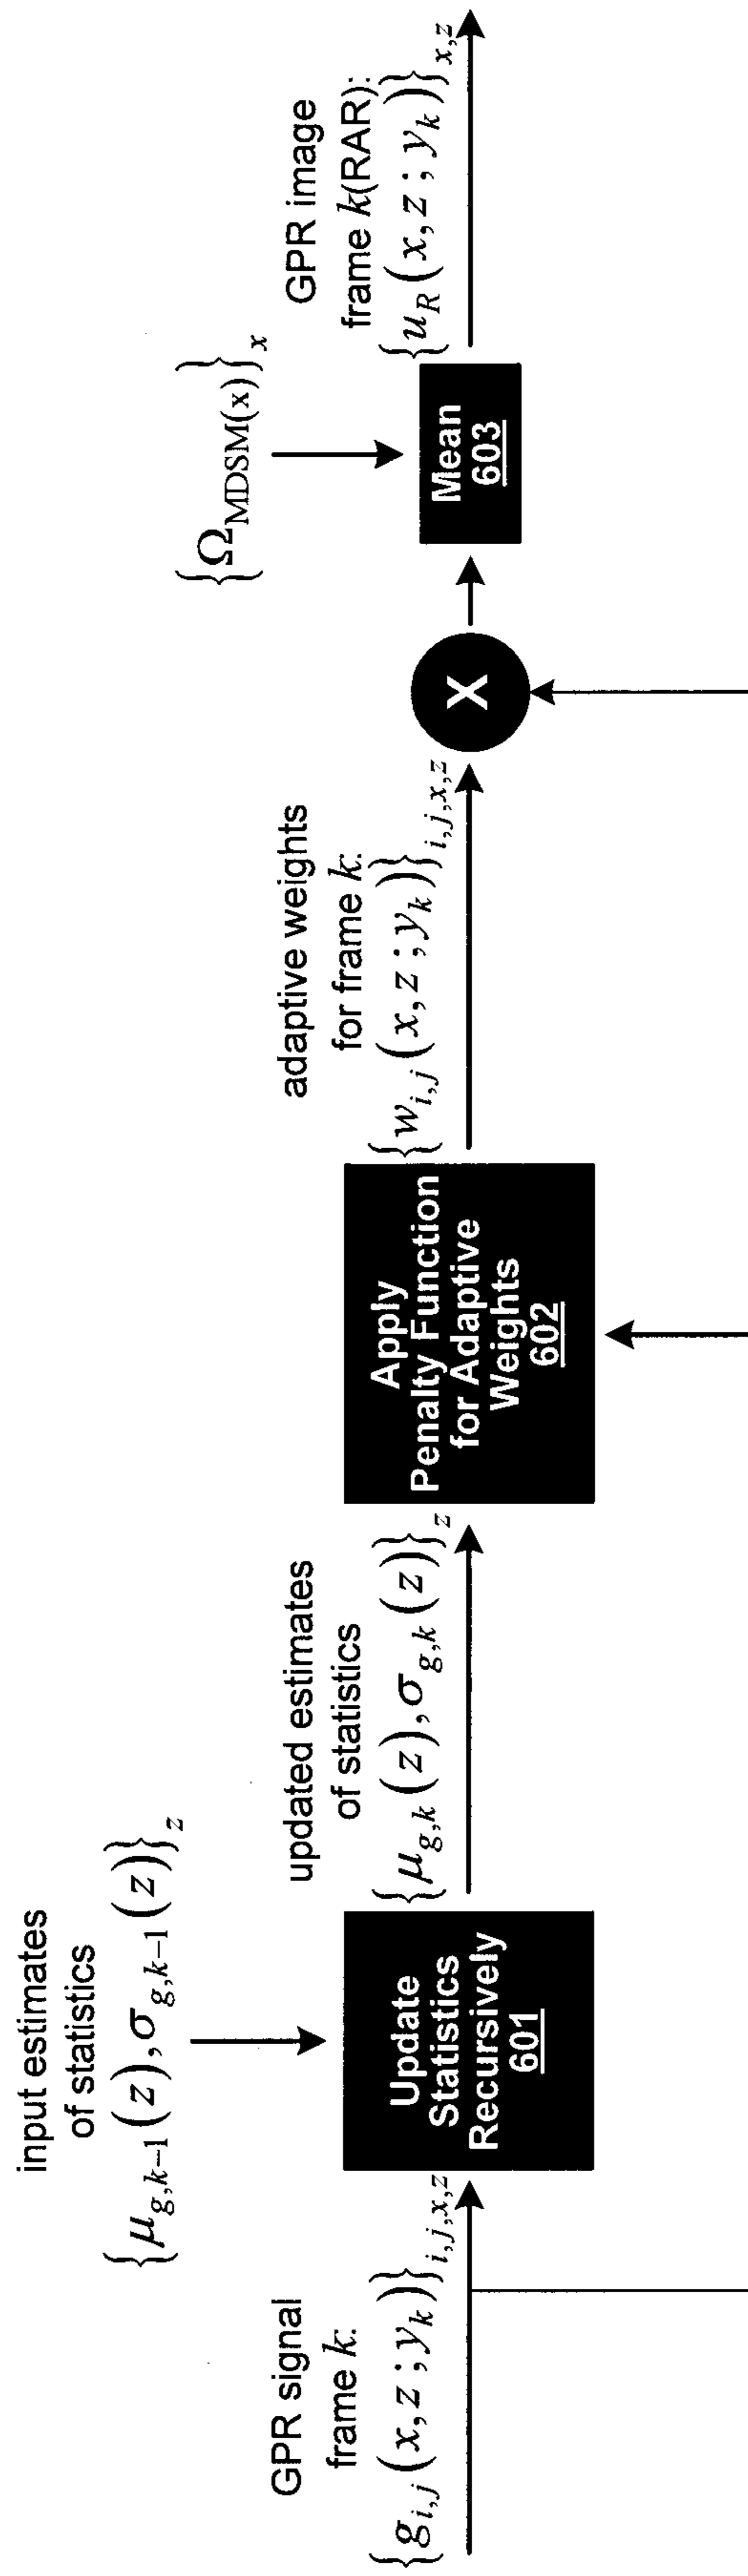 GPR signal
frame k:
{g_{i,j}(x,z;y_k)}_{i,j,x,z}
input estimates
of statistics
{μ_{g,k−1}(z),σ_{g,k−1}(z)}_z
Update
Statistics
Recursively
601
updated estimates
of statistics
{μ_{g,k}(z),σ_{g,k}(z)}_z
Apply
Penalty Function
for Adaptive
Weights
602
adaptive weights
for frame k:
{w_{i,j}(x,z;y_k)}_{i,j,x,z}
X
{Ω_{MDSM(x)}}_x
Mean
603
GPR image
frame k(RAR):
{u_R(x,z;y_k)}_{x,z}